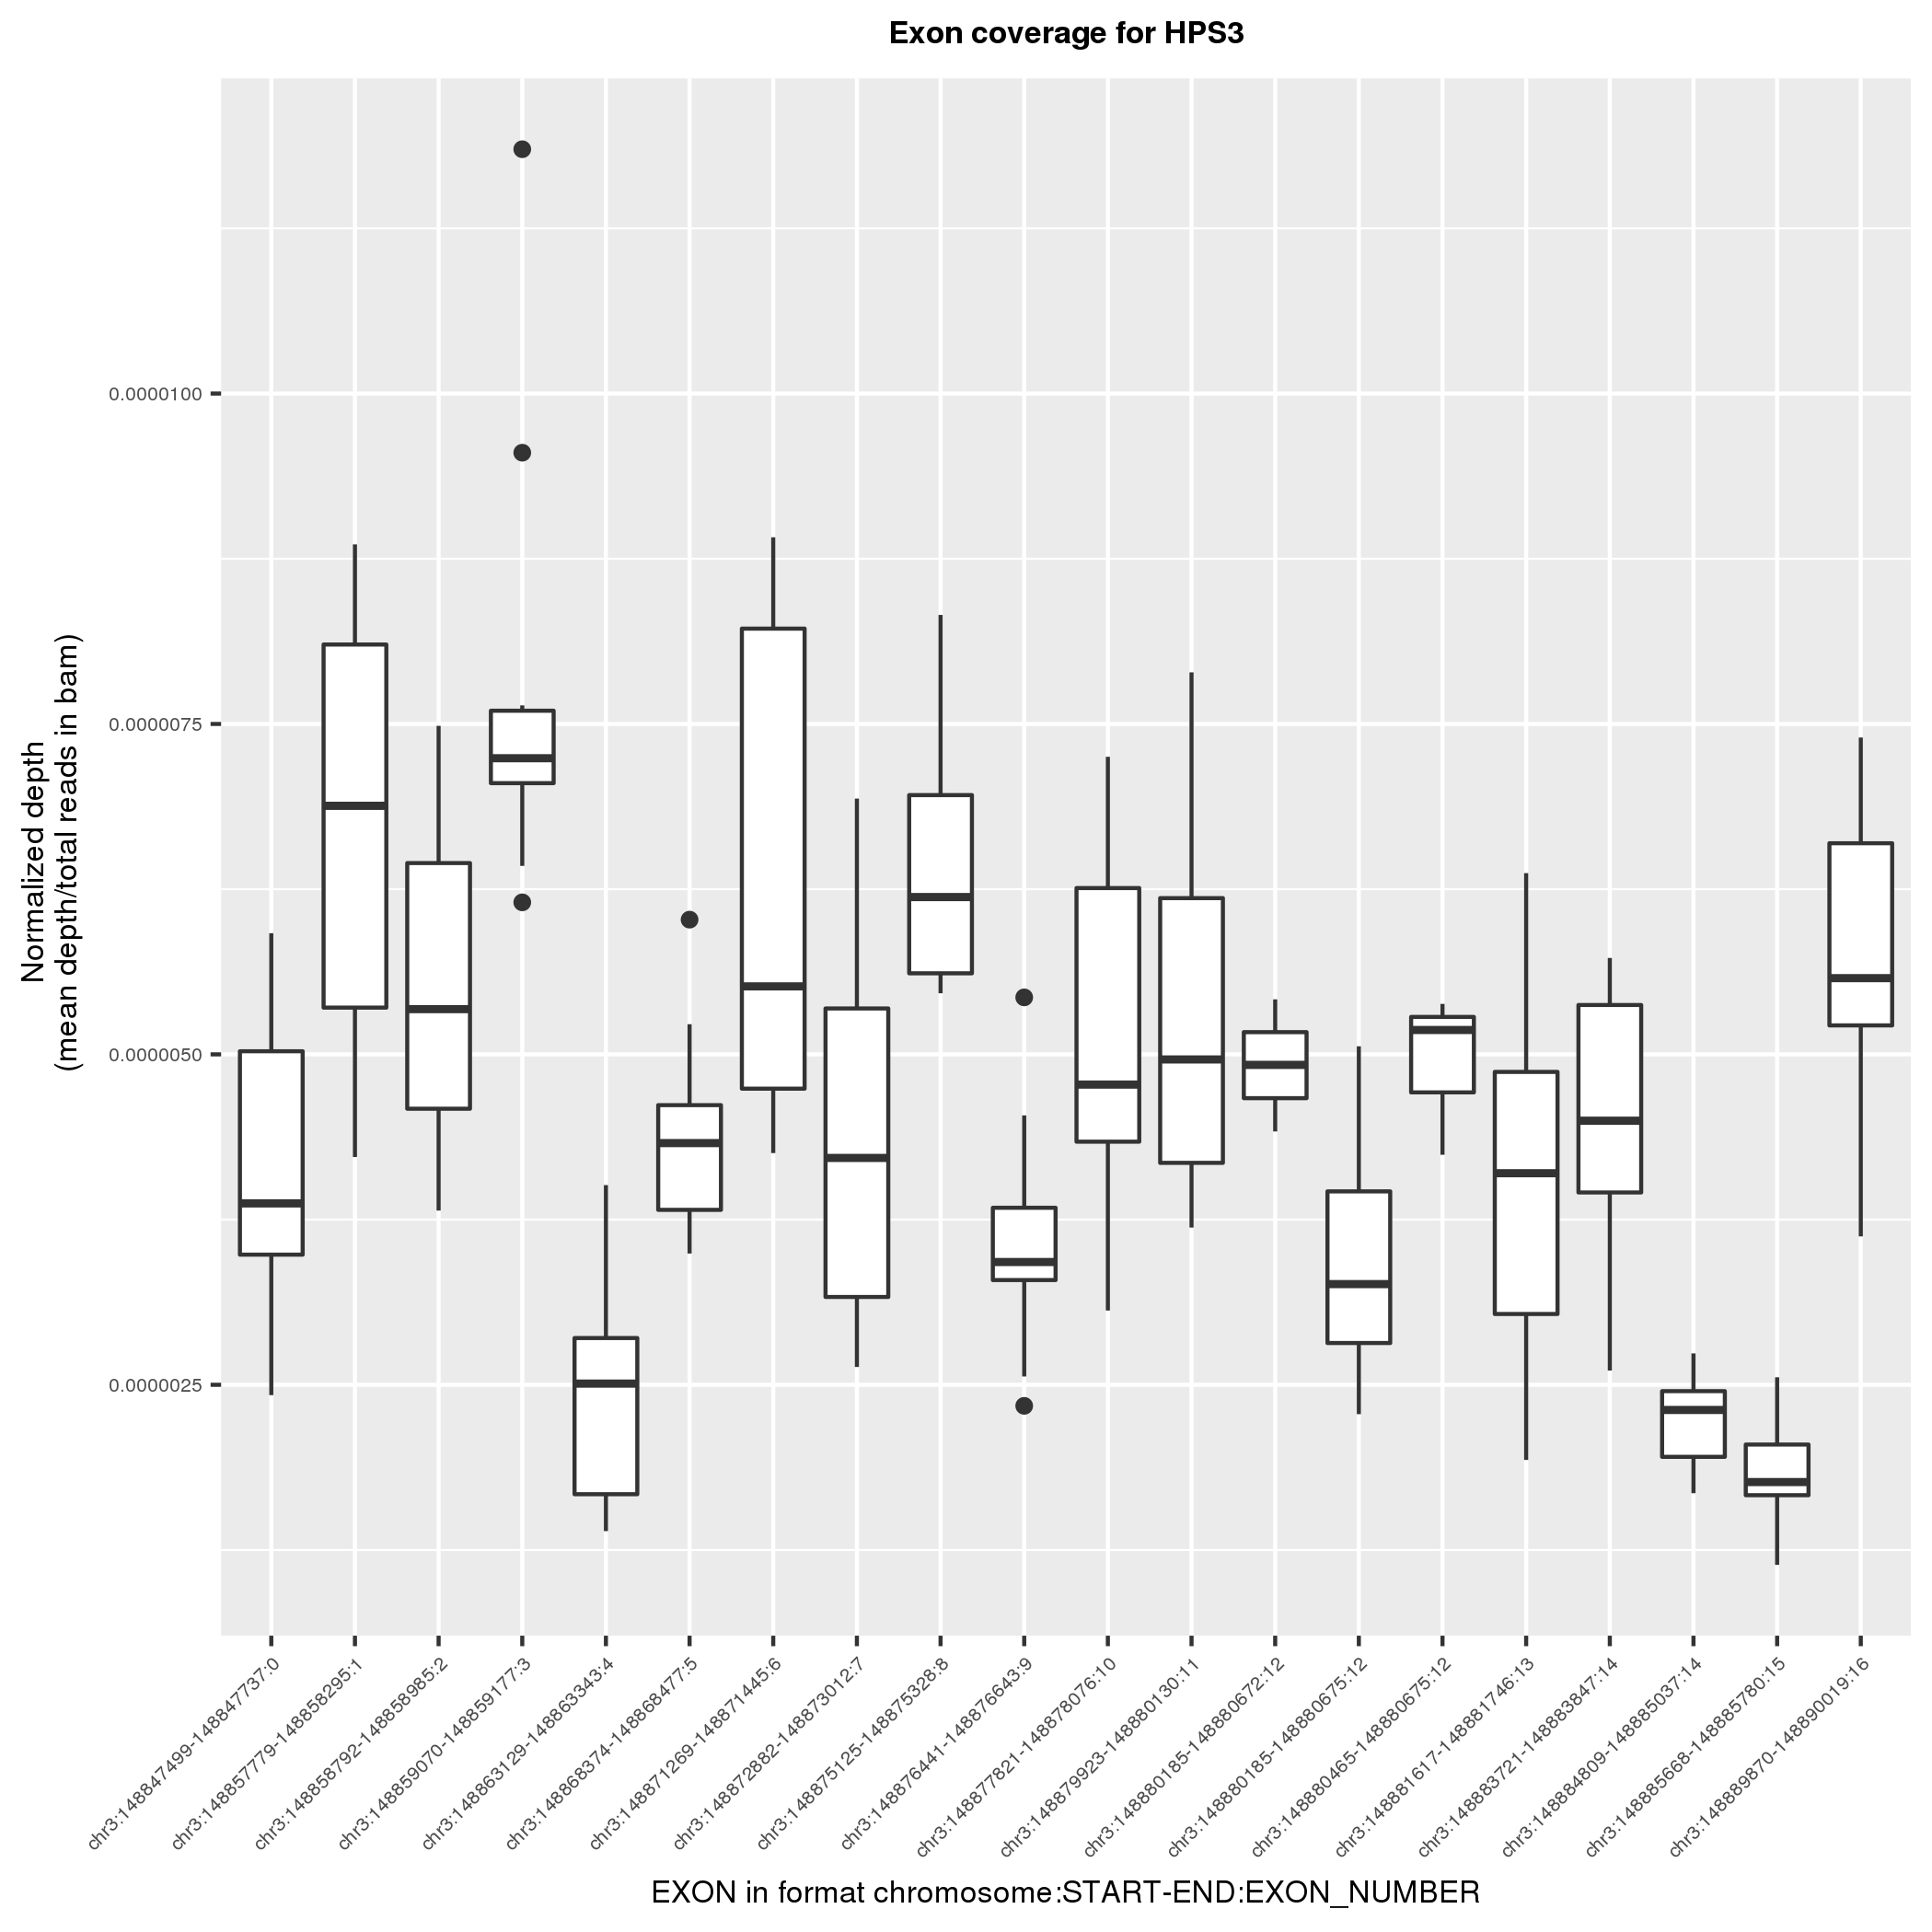 Exon coverage for HPS3
Normalized depth
(mean depth/total reads in bam)
0.0000100
0.0000075
0.0000050
0.0000025
chr3:148847499-148847737:0
chr3:148857779-148858295:1
chr3:148858792-148858985:2
chr3:148859070-148859177:3
chr3:148863129-148863343:4
chr3:148868374-148868477:5
chr3:148871269-148871445:6
chr3:148872882-148873012:7
chr3:148875125-148875328:8
chr3:148876441-148876643:9
chr3:148877821-148878076:10
chr3:148879923-148880130:11
chr3:148880185-148880672:12
chr3:148880185-148880675:12
chr3:148880465-148880675:12
chr3:148881617-148881746:13
chr3:148883721-148883847:14
chr3:148884809-148885037:14
chr3:148885668-148885780:15
chr3:148889870-148890019:16
EXON in format chromosome:START-END:EXON_NUMBER